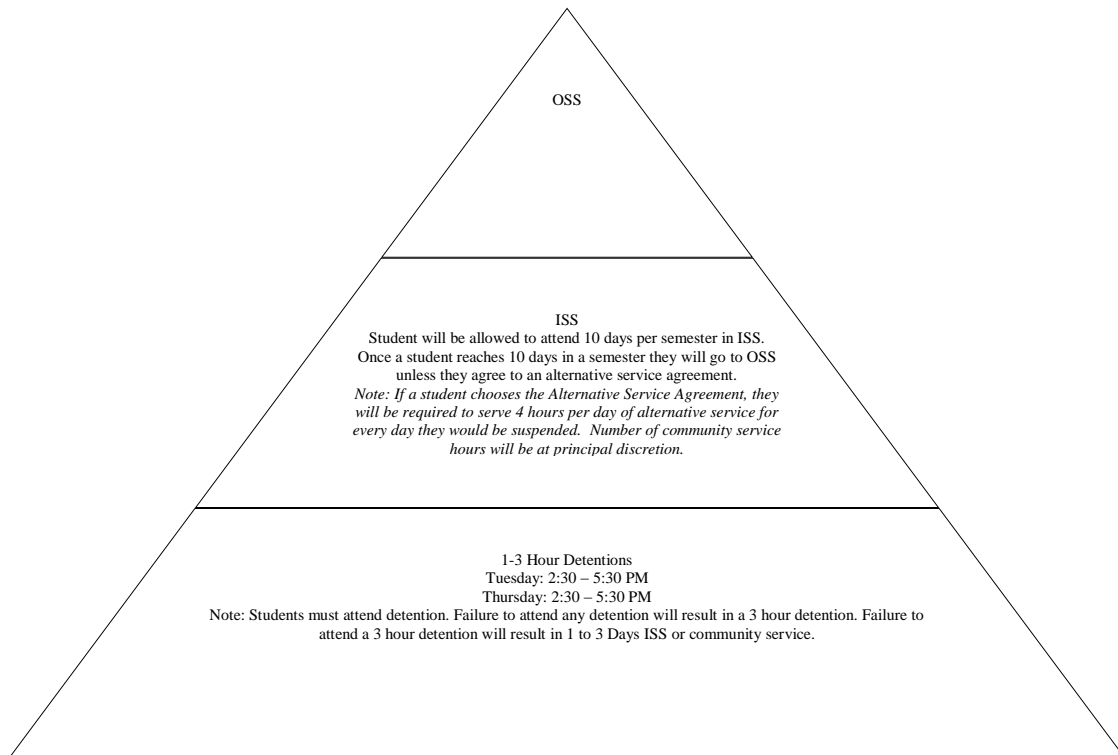 OSS
ISS
Student will be allowed to attend 10 days per semester in ISS.
Once a student reaches 10 days in a semester they will go to OSS
unless they agree to an alternative service agreement.
Note: If a student chooses the Alternative Service Agreement, they
will be required to serve 4 hours per day of alternative service for
every day they would be suspended.  Number of community service
hours will be at principal discretion.
1-3 Hour Detentions
Tuesday: 2:30 – 5:30 PM
Thursday: 2:30 – 5:30 PM
Note: Students must attend detention. Failure to attend any detention will result in a 3 hour detention. Failure to
attend a 3 hour detention will result in 1 to 3 Days ISS or community service.